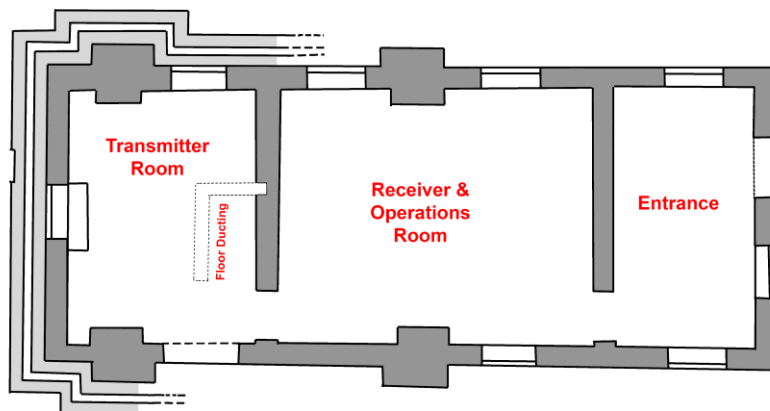 Transmitter
Room
Receiver &
Operations
Room
Entrance
Floor Ducting